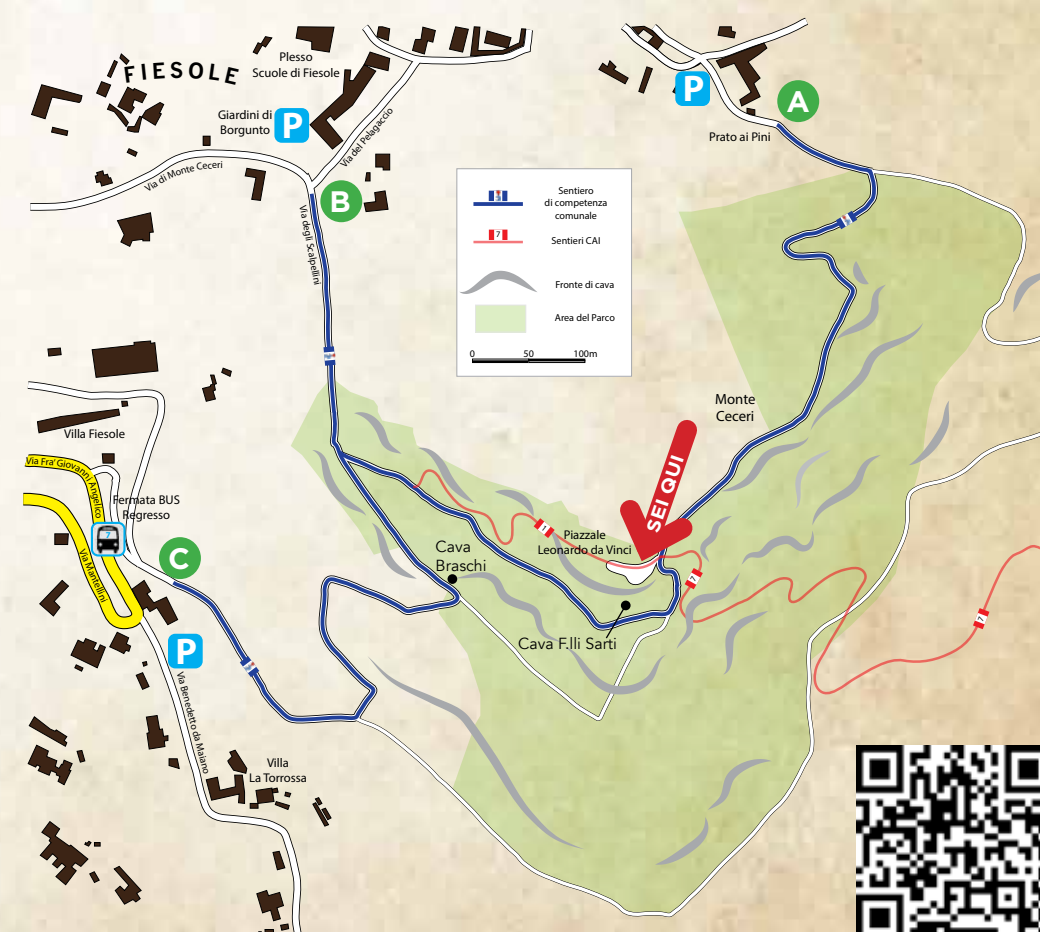 FIESOLE
Plesso
Scuole di Fiesole
Giardini di
Borgunto
P
Via del Pelagaccio
Via di Monte Ceceri
B
Via degli Scalpellini
P
A
Prato ai Pini
Sentiero
di competenza
comunale
7
Sentieri CAI
Fronte di cava
Area del Parco
0 50 100m
Monte
Ceceri
SEI QUI
Villa Fiesole
Via Fra' Giovanni Angelico
Fermata BUS
Regresso
7
Via Mantellini
C
P
Via Benedetto da Maiano
Villa
La Torrossa
Piazzale
Leonardo da Vinci
Cava
Braschi
Cava F.lli Sarti
7
7